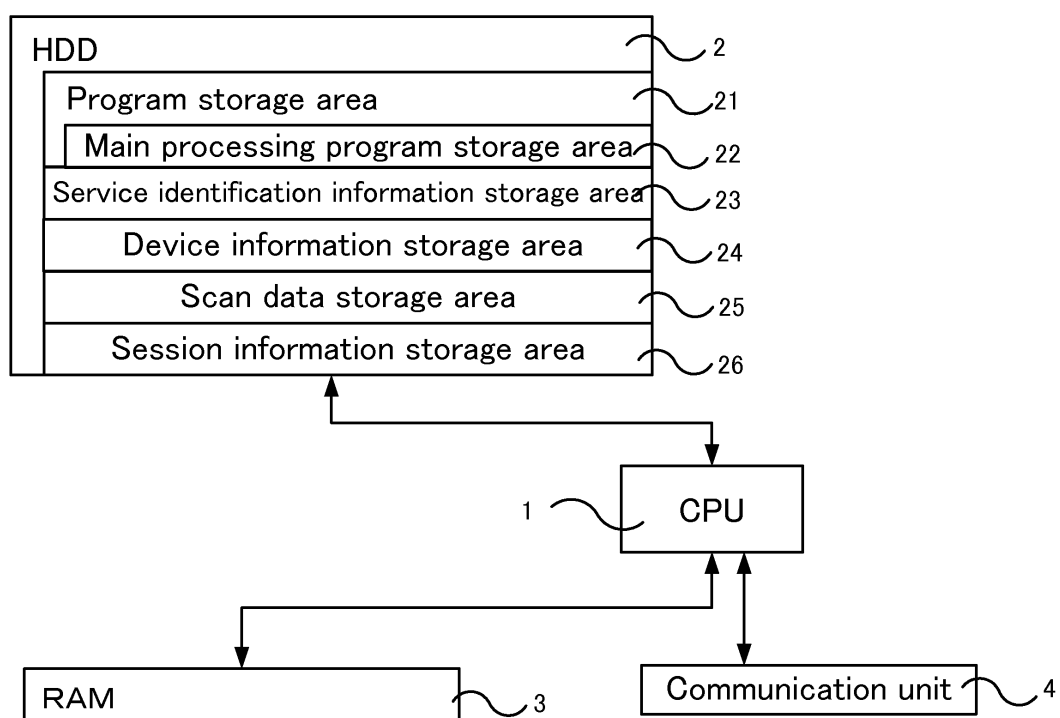 HDD
2
Program storage area
21
Main processing program storage area
22
Service identification information storage area
23
Device information storage area
24
Scan data storage area
25
Session information storage area
26
1
CPU
RAM
3
Communication unit
4